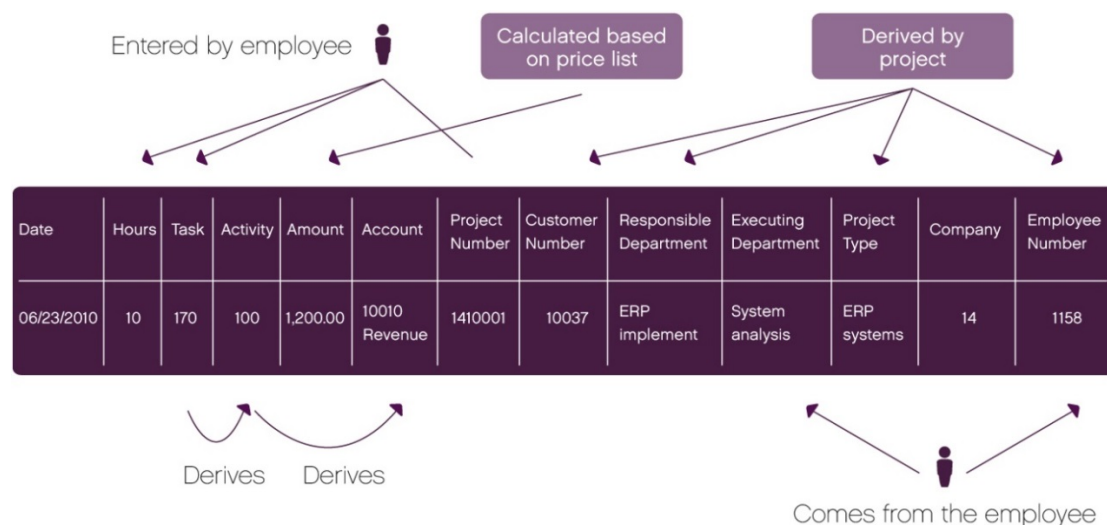 Entered by employee
Calculated based
on price list
Derived by
project
Date
Hours
Task
Activity
Amount
Account
Project
Number
Customer
Number
Responsible
Department
Executing
Department
Project
Type
Company
Employee
Number
06/23/2010
10
170
100
1,200.00
10010
Revenue
1410001
10037
ERP
implement
System
analysis
ERP
systems
14
1158
Derives
Derives
Comes from the employee